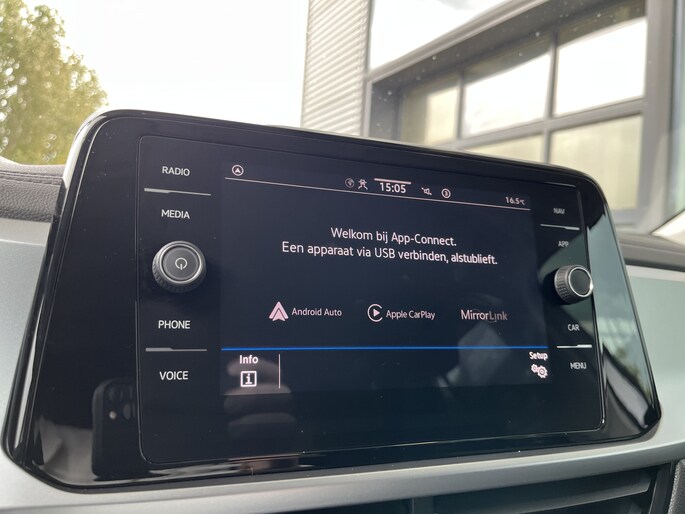 RADIO
MEDIA
PHONE
VOICE
15:05
16.5°C
Welkom bij App-Connect.
Een apparaat via USB verbinden, alstublieft.
Android Auto
Apple CarPlay
MirrorLink
Info
Setup
NAV
APP
CAR
MENU